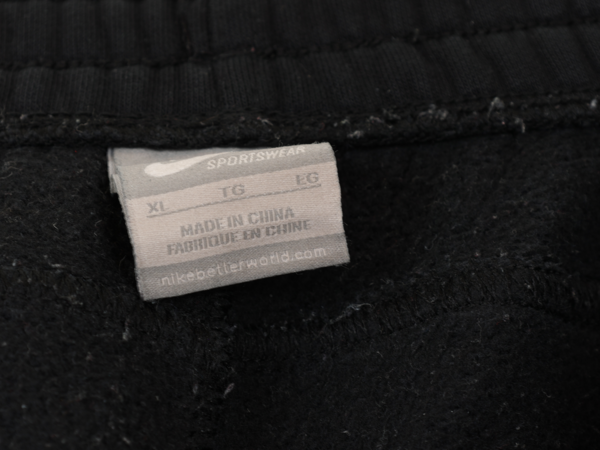 SPORTSWEAR
XL TG EG
MADE IN CHINA
FABRIQUE EN CHINE
nikebetterworld.com